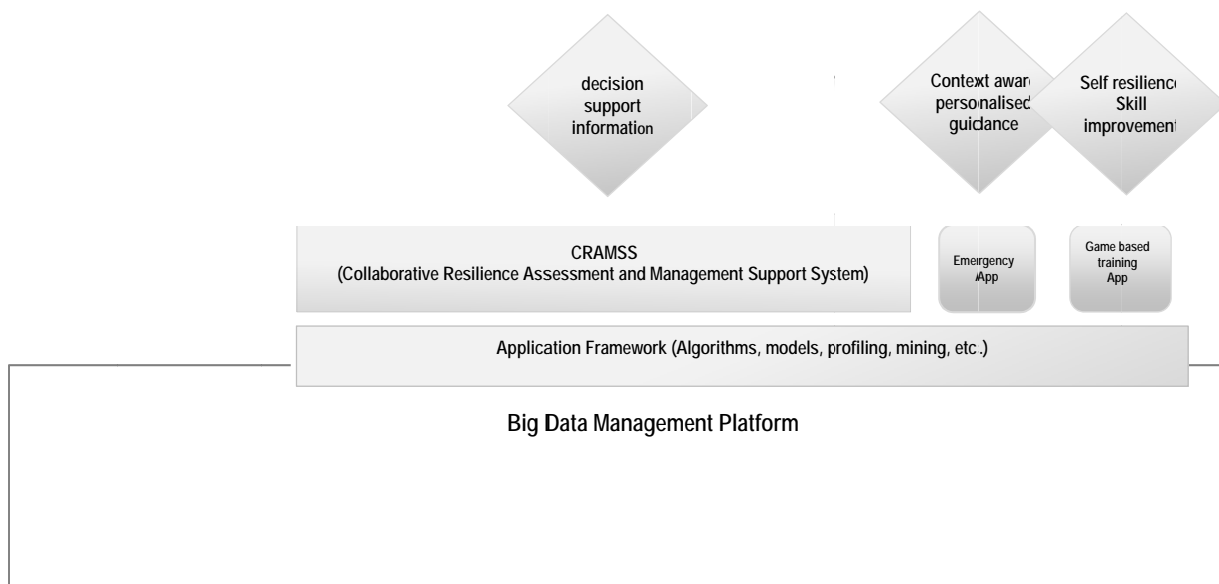 decision
support
information
Context aware
personalised
guidance
Self resilience
Skill
improvement
CRAMSS
(Collaborative Resilience Assessment and Management Support System)
Emergency
App
Game based
training
App
Application Framework (Algorithms, models, profiling, mining, etc.)
Big Data Management Platform